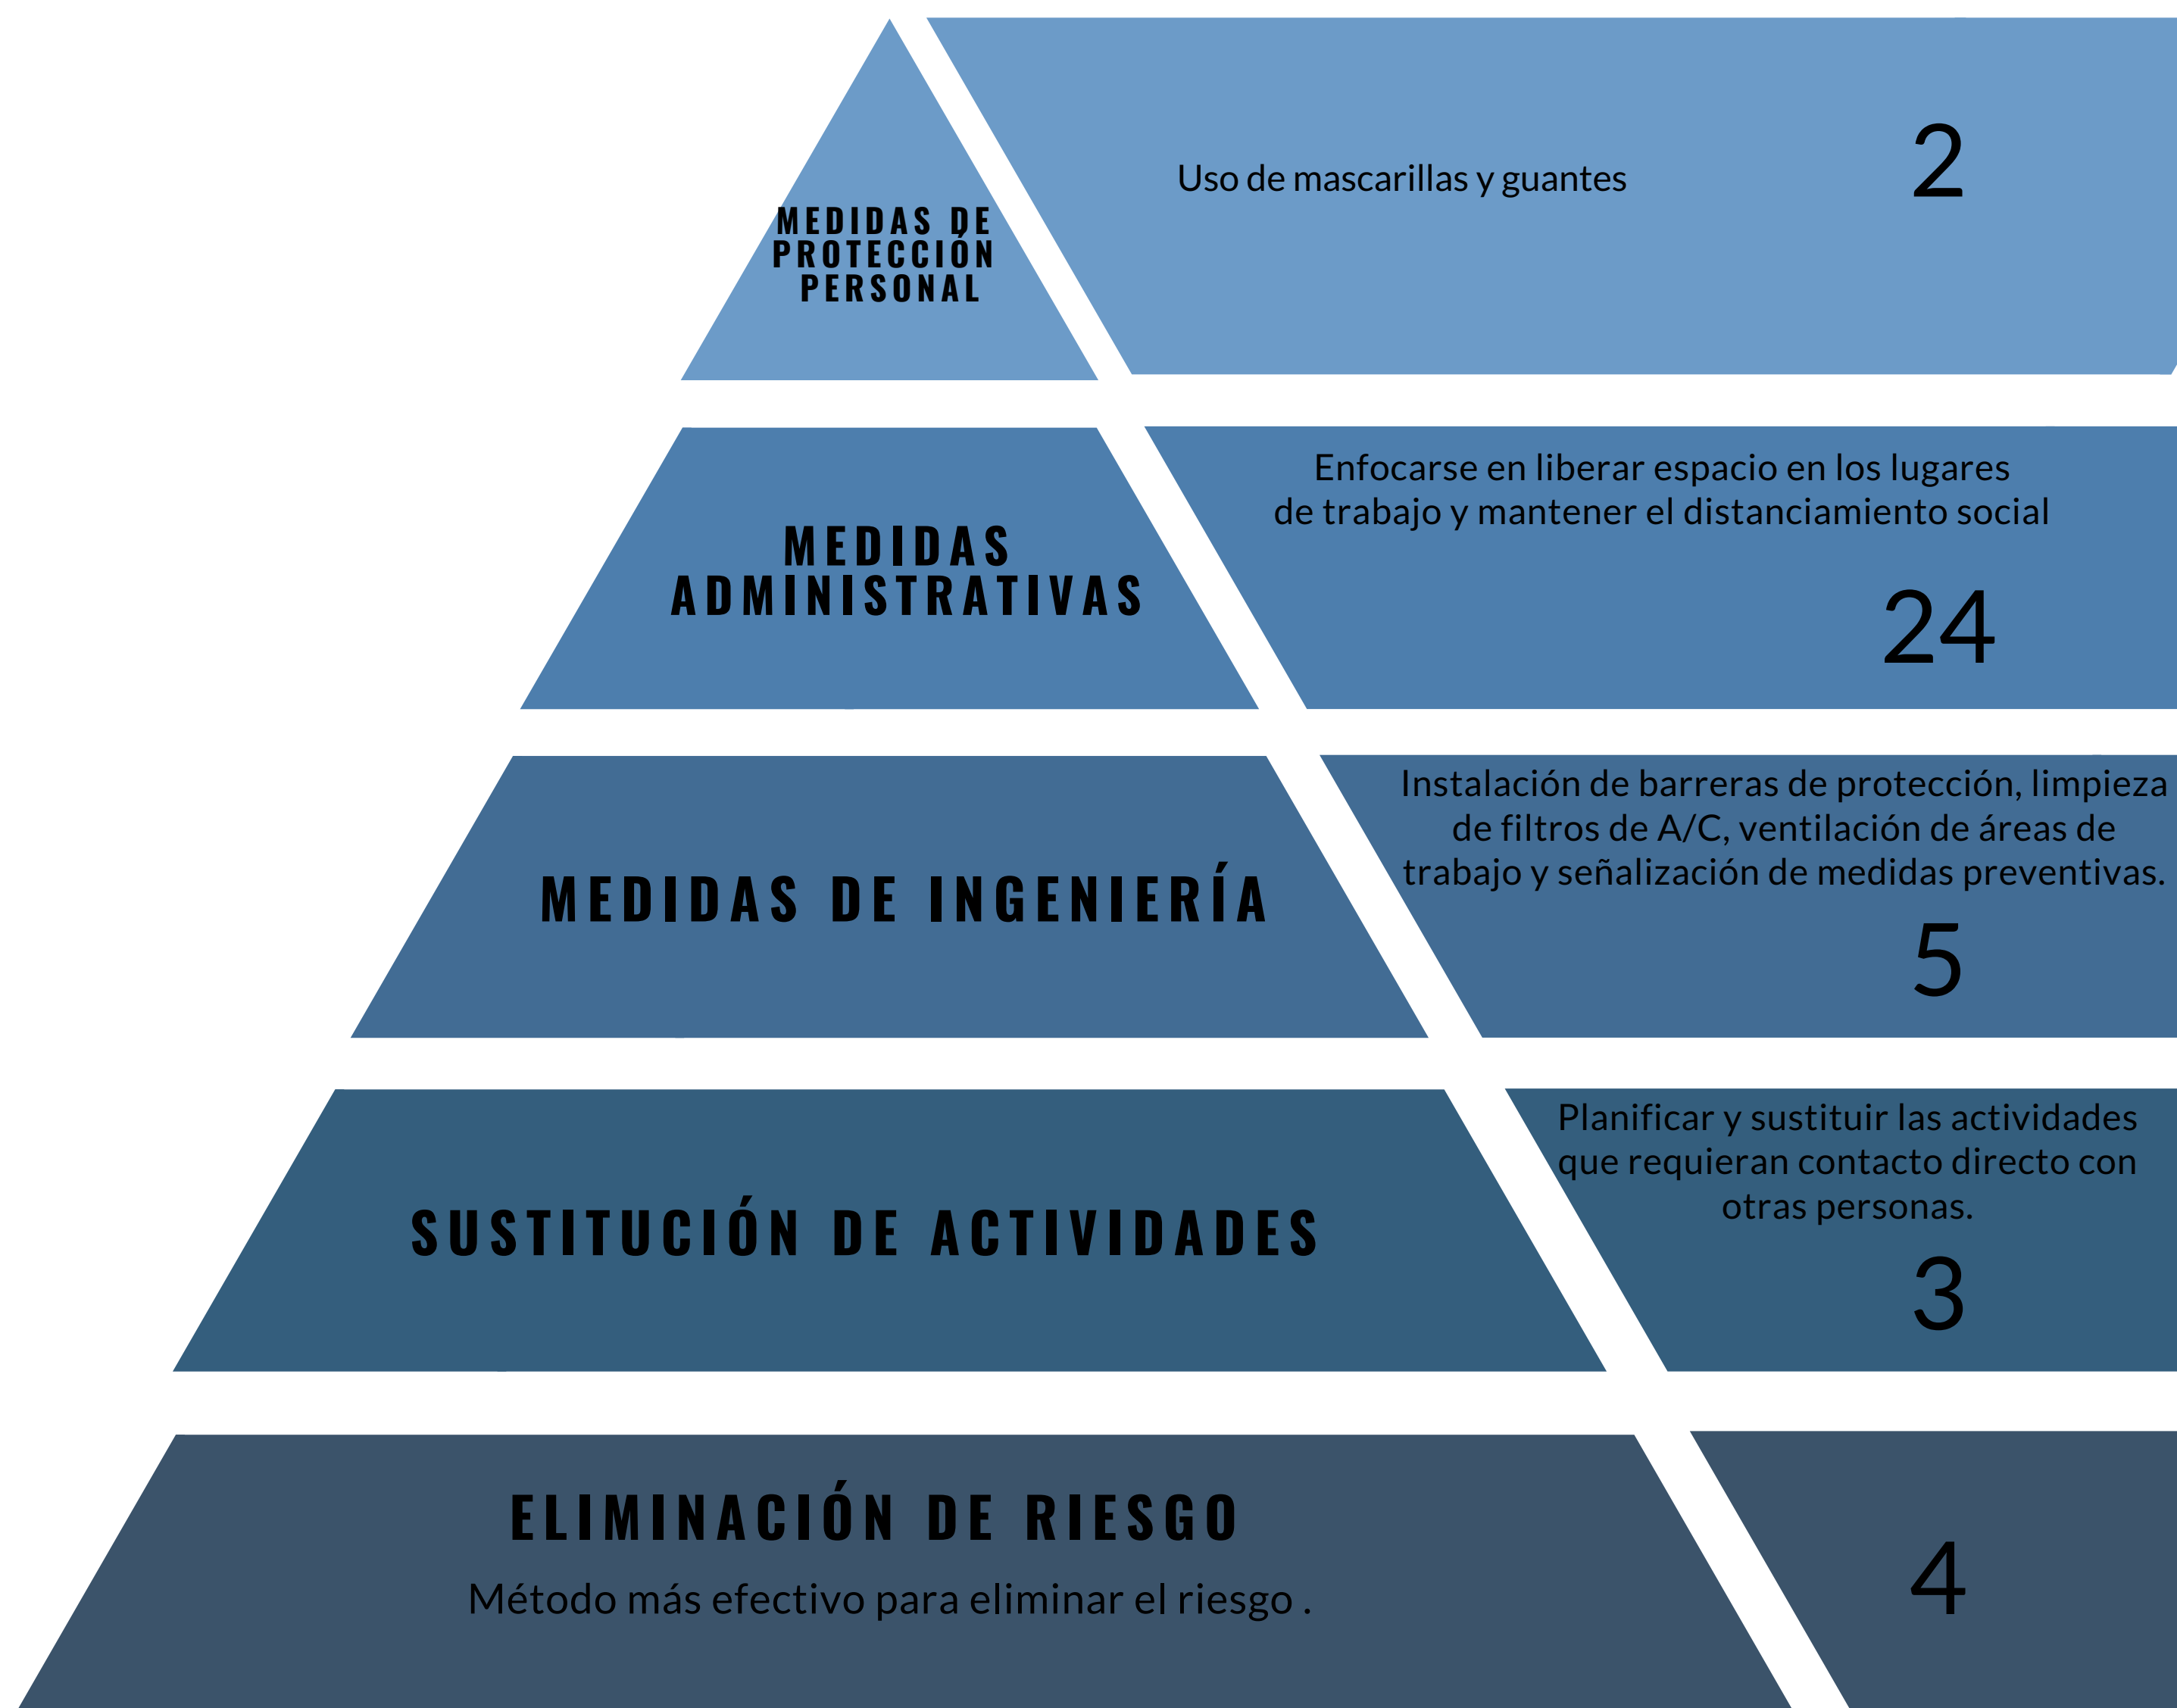 MEDIDAS DE
PROTECCIÓN
PERSONAL
Uso de mascarillas y guantes
2
MEDIDAS
ADMINISTRATIVAS
Enfocarse en liberar espacio en los lugares
de trabajo y mantener el distanciamiento social
24
MEDIDAS DE INGENIERÍA
Instalación de barreras de protección, limpieza
de filtros de A/C, ventilación de áreas de
trabajo y señalización de medidas preventivas.
5
SUSTITUCIÓN DE ACTIVIDADES
Planificar y sustituir las actividades
que requieran contacto directo con
otras personas.
3
ELIMINACIÓN DE RIESGO
Método más efectivo para eliminar el riesgo .
4